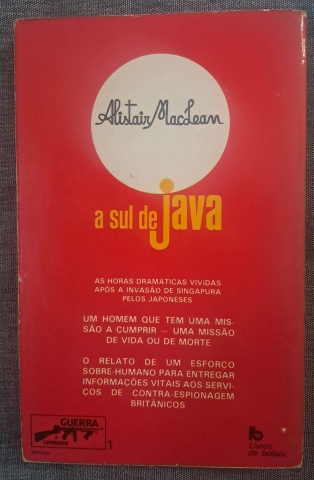 Alistair MacLean
a sul de java
AS HORAS DRAMÁTICAS VIVIDAS
APÓS A INVASÃO DE SINGAPURA
PELOS JAPONESES
UM HOMEM QUE TEM UMA MIS-
SÃO A CUMPRIR — UMA MISSÃO
DE VIDA OU DE MORTE
O RELATO DE UM ESFORÇO
SOBRE-HUMANO PARA ENTREGAR
INFORMAÇÕES VITAIS AOS SERVI-
ÇOS DE CONTRA-ESPIONAGEM
BRITÂNICOS
GUERRA
1
Livros
de bolso